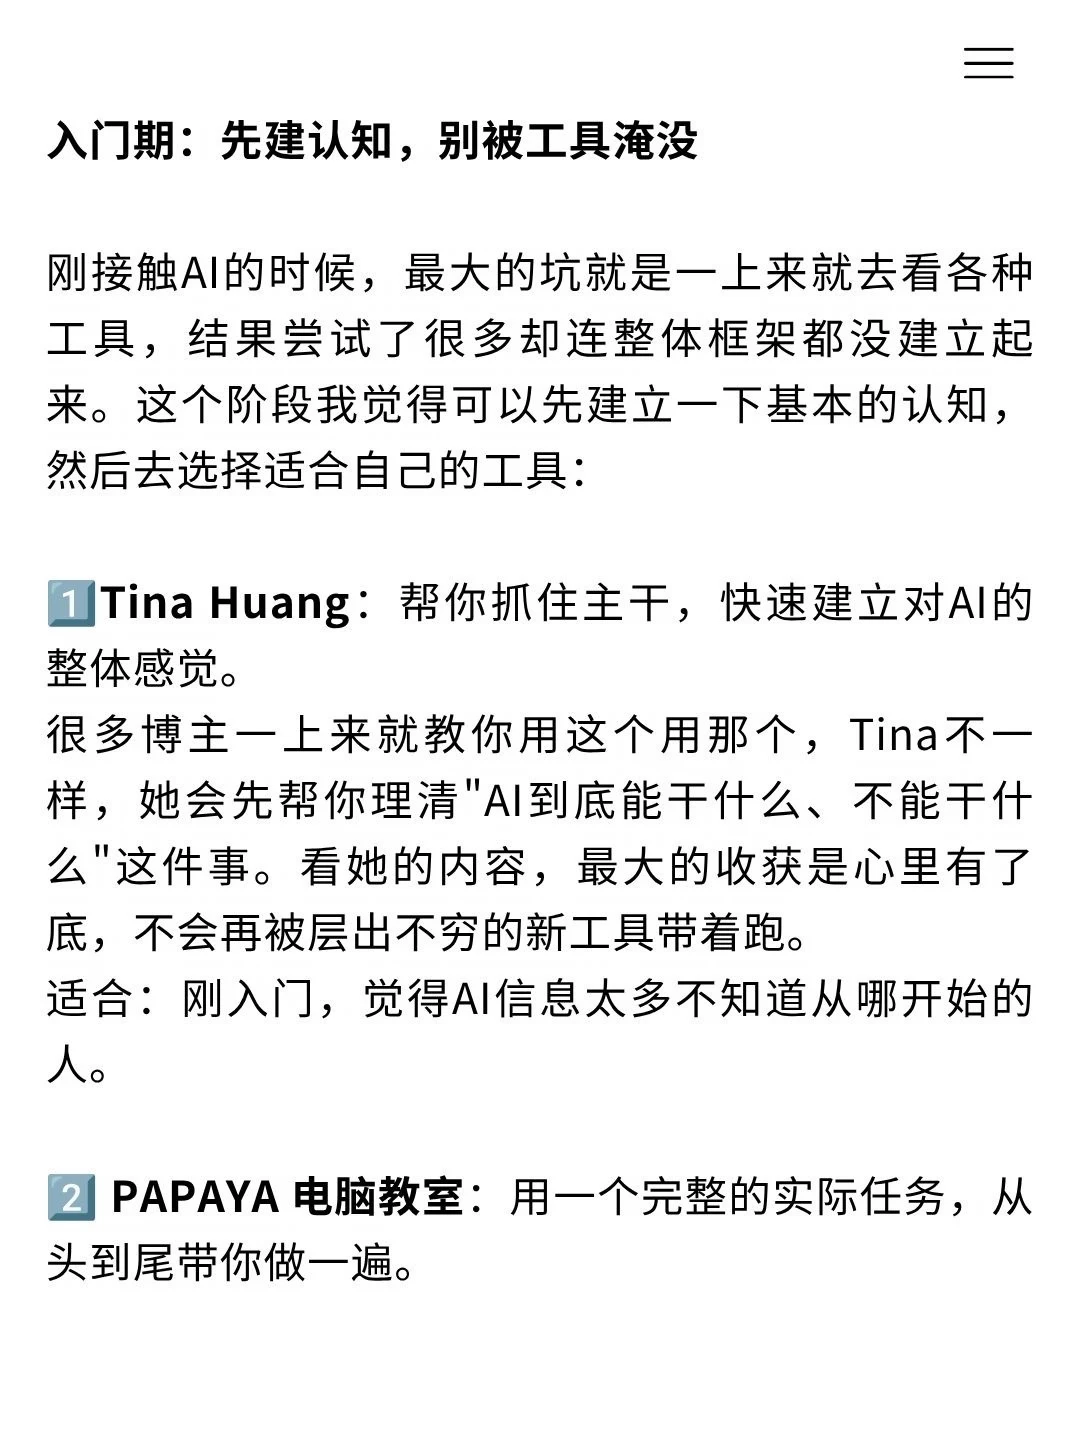 入门期：先建认知，别被工具淹没
刚接触AI的时候，最大的坑就是一上来就去看各种
工具，结果尝试了很多却连整体框架都没建立起
来。这个阶段我觉得可以先建立一下基本的认知，
然后去选择适合自己的工具：
1️⃣Tina Huang：帮你抓住主干，快速建立对AI的
整体感觉。
很多博主一上来就教你用这个用那个，Tina不一
样，她会先帮你理清"AI到底能干什么、不能干什
么"这件事。看她的内容，最大的收获是心里有了
底，不会再被层出不穷的新工具带着跑。
适合：刚入门，觉得AI信息太多不知道从哪开始的
人。
2️⃣ PAPAYA 电脑教室：用一个完整的实际任务，从
头到尾带你做一遍。